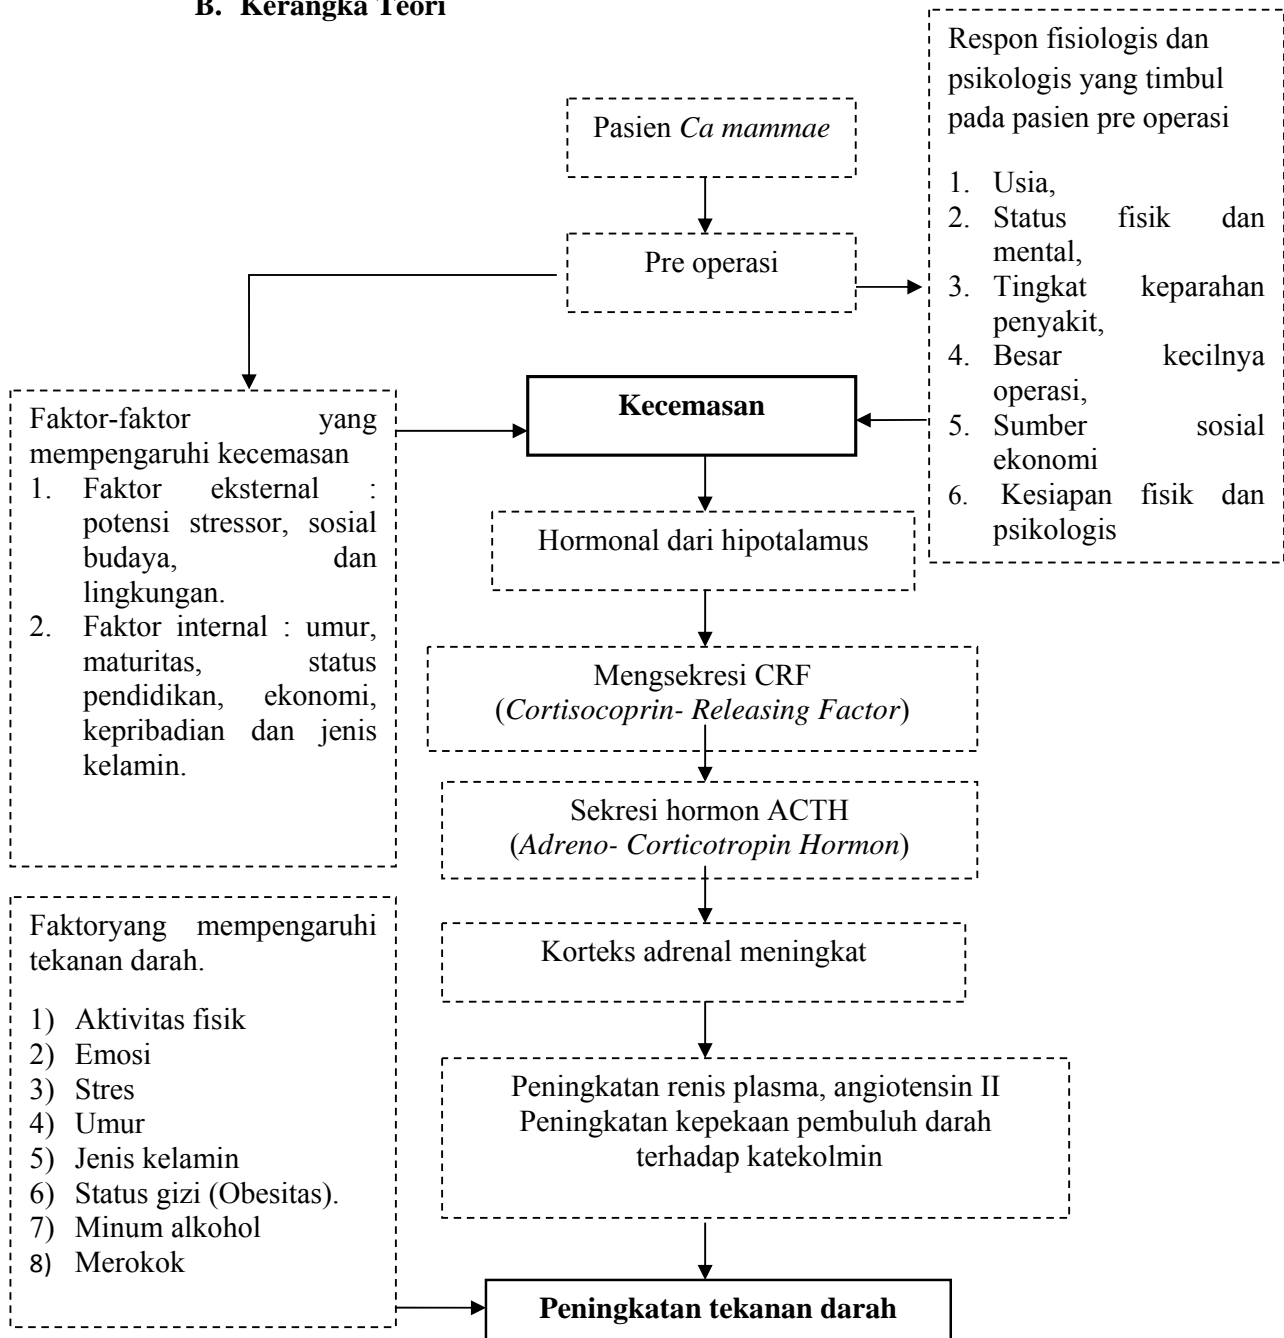 B. Kerangka Teori
Respon fisiologis dan
psikologis yang timbul
pada pasien pre operasi
1. Usia,
2. Status fisik dan
mental,
3. Tingkat keparahan
penyakit,
4. Besar kecilnya
operasi,
5. Sumber sosial
ekonomi
6. Kesiapan fisik dan
psikologis
Pasien Ca mammae
Pre operasi
Kecemasan
Faktor-faktor yang
mempengaruhi kecemasan
1. Faktor eksternal :
potensi stressor, sosial
budaya, dan
lingkungan.
2. Faktor internal : umur,
maturitas, status
pendidikan, ekonomi,
kepribadian dan jenis
kelamin.
Hormonal dari hipotalamus
Mengsekresi CRF
(Cortisocoprin- Releasing Factor)
Sekresi hormon ACTH
(Adreno- Corticotropin Hormon)
Korteks adrenal meningkat
Faktoryang mempengaruhi
tekanan darah.
1) Aktivitas fisik
2) Emosi
3) Stres
4) Umur
5) Jenis kelamin
6) Status gizi (Obesitas).
7) Minum alkohol
8) Merokok
Peningkatan renis plasma, angiotensin II
Peningkatan kepekaan pembuluh darah
terhadap katekolmin
Peningkatan tekanan darah